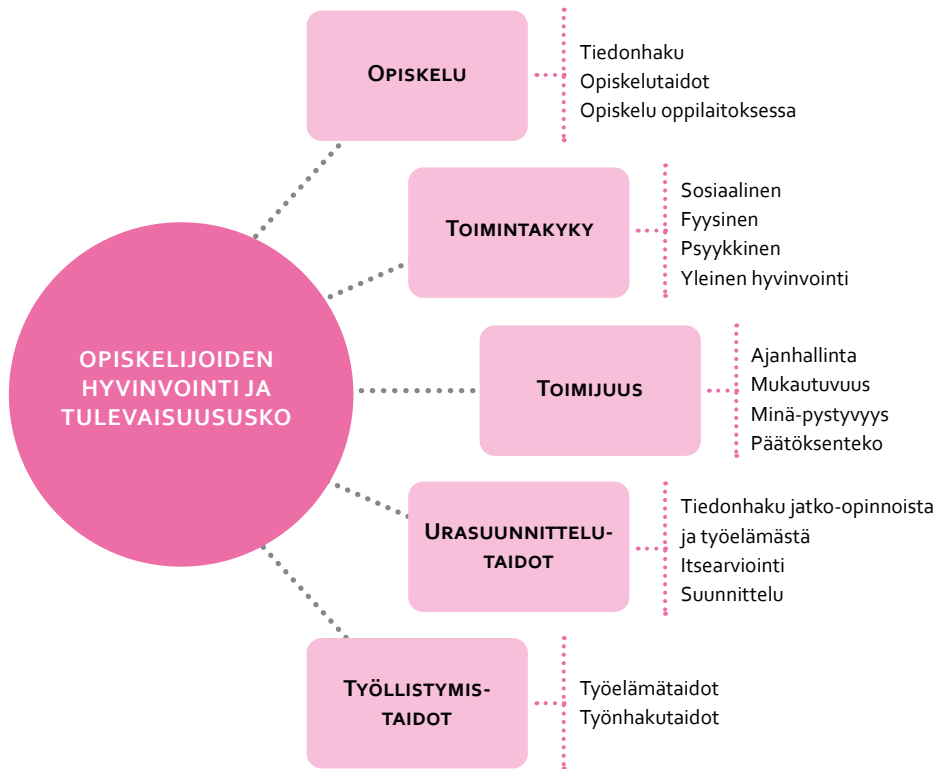 OPISKELIJOIDEN
HYVINVOINTI JA
TULEVAISUUSUSKO
OPISKELU
Tiedonhaku
Opiskelutaidot
Opiskelu oppilaitoksessa
TOIMINTAKYKY
Sosiaalinen
Fyysinen
Psyykkinen
Yleinen hyvinvointi
TOIMIJUUS
Ajanhallinta
Mukautuvuus
Minä-pystyvyys
Päätöksenteko
URASUUNNITTELU-
TAIDOT
Tiedonhaku jatko-opinnoista
ja työelämästä
Itsearviointi
Suunnittelu
TYÖLLISTYMIS-
TAIDOT
Työelämätaidot
Työnhakutaidot